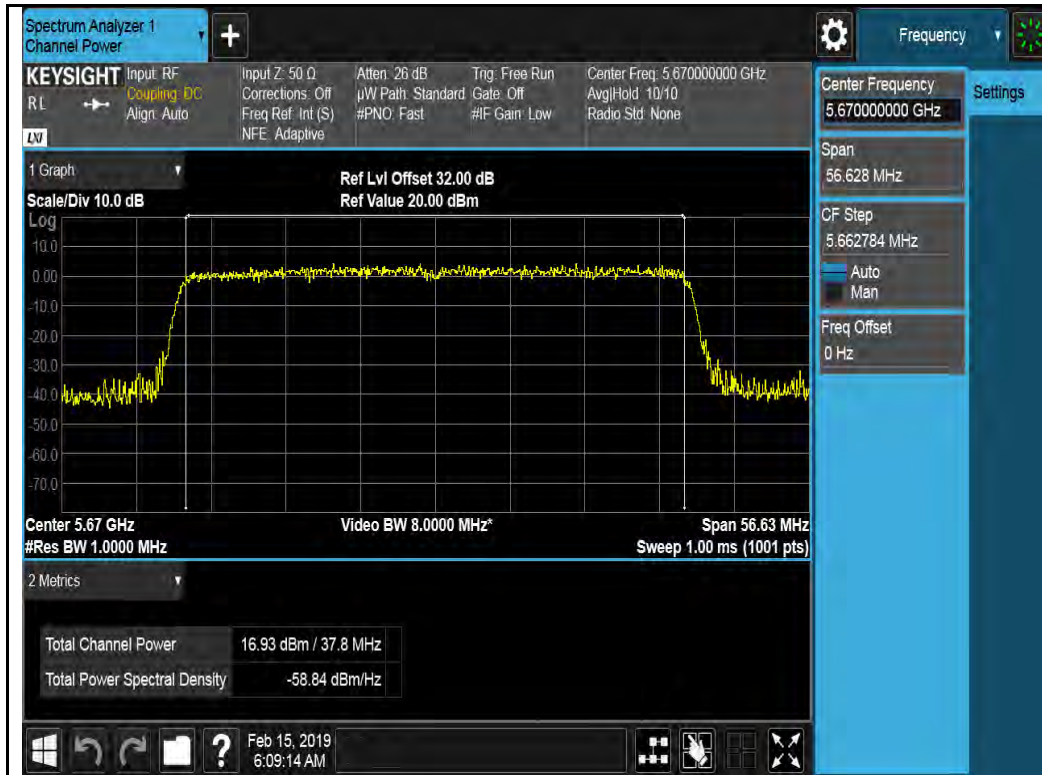 Spectrum Analyzer 1
Channel Power
+
Frequency
KEYSIGHT
RL
LXI
Input: RF
Coupling: DC
Align: Auto
Input Z: 50 Ω
Corrections: Off
Freq Ref: Int (S)
NFE: Adaptive
Atten: 26 dB
µW Path: Standard
#PNO: Fast
Trig: Free Run
Gate: Off
#IF Gain: Low
Center Freq: 5.670000000 GHz
Avg|Hold: 10/10
Radio Std: None
Center Frequency
5.670000000 GHz
Settings
Span
56.628 MHz
CF Step
5.662784 MHz
Auto
Man
Freq Offset
0 Hz
1 Graph
Scale/Div 10.0 dB
Ref Lvl Offset 32.00 dB
Ref Value 20.00 dBm
Log
10.0
0.00
-10.0
-20.0
-30.0
-40.0
-50.0
-60.0
-70.0
Center 5.67 GHz
#Res BW 1.0000 MHz
Video BW 8.0000 MHz*
Span 56.63 MHz
Sweep 1.00 ms (1001 pts)
2 Metrics
Total Channel Power 16.93 dBm / 37.8 MHz
Total Power Spectral Density -58.84 dBm/Hz
?
Feb 15, 2019
6:09:14 AM